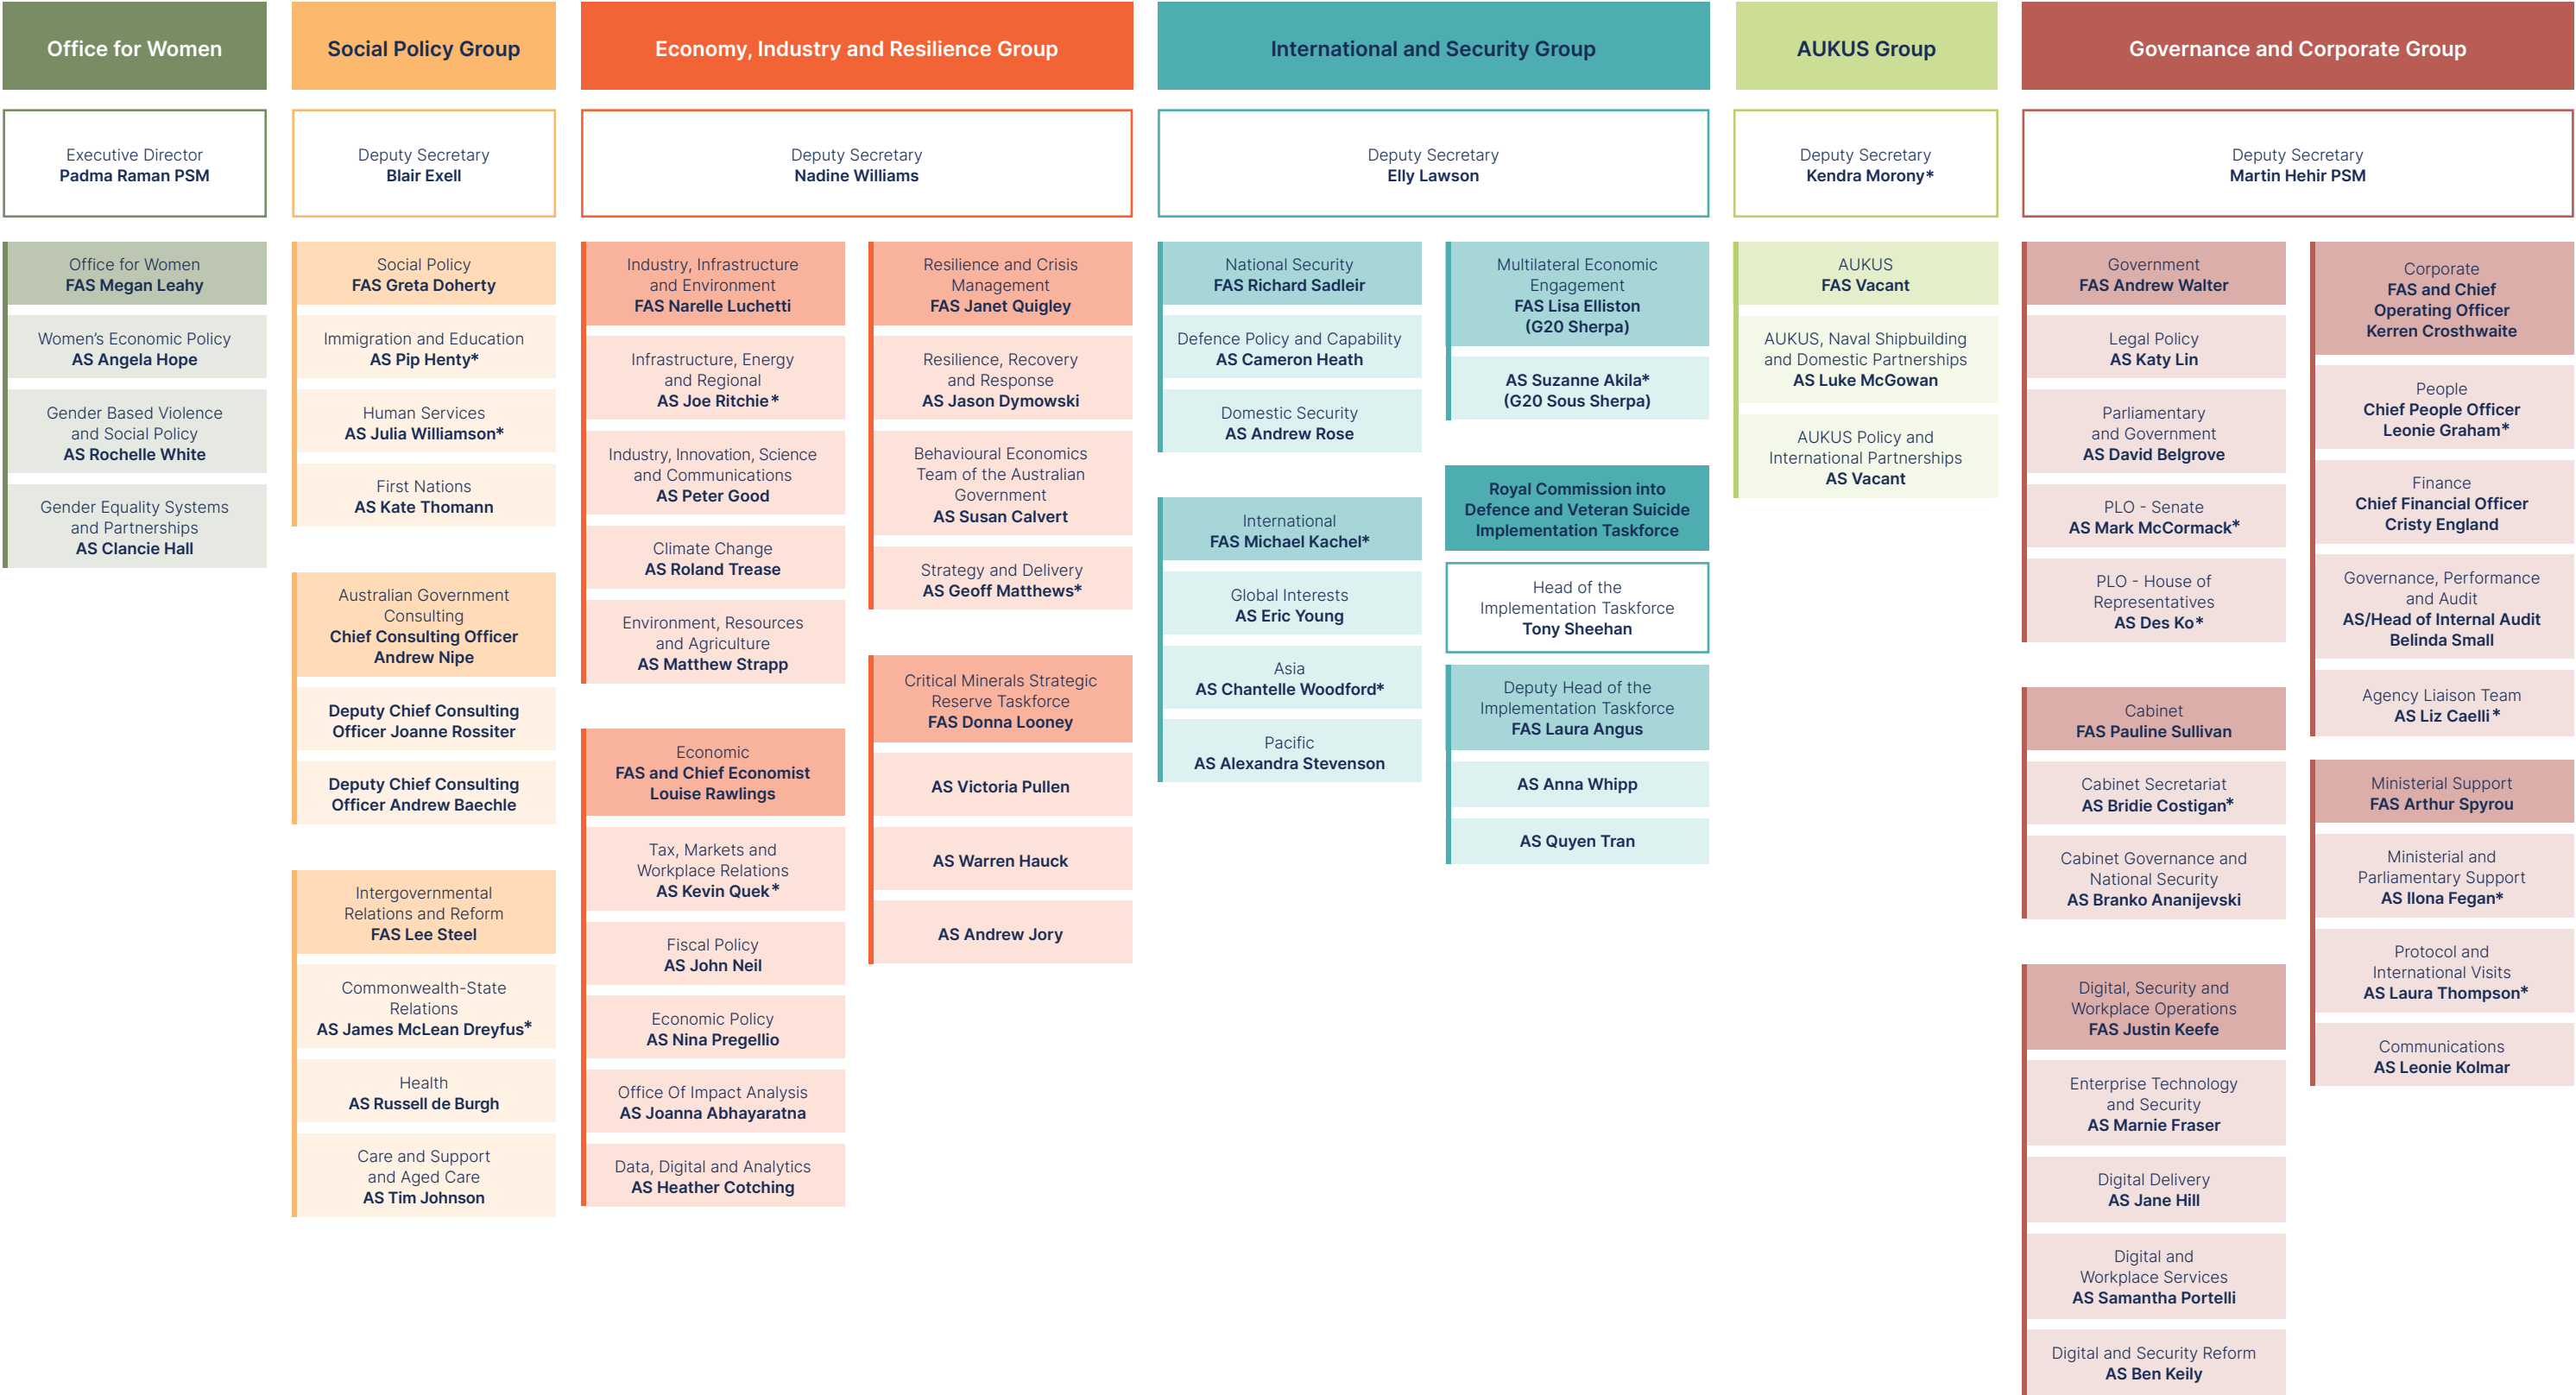 Office for Women
Executive Director
Padma Raman PSM
Office for Women
FAS Megan Leahy
Women’s Economic Policy
AS Angela Hope
Gender Based Violence
and Social Policy
AS Rochelle White
Gender Equality Systems
and Partnerships
AS Clancie Hall
Social Policy Group
Deputy Secretary
Blair Exell
Social Policy
FAS Greta Doherty
Immigration and Education
AS Pip Henty*
Human Services
AS Julia Williamson*
First Nations
AS Kate Thomann
Australian Government
Consulting
Chief Consulting Officer
Andrew Nipe
Deputy Chief Consulting
Officer Joanne Rossiter
Deputy Chief Consulting
Officer Andrew Baechle
Intergovernmental
Relations and Reform
FAS Lee Steel
Commonwealth-State
Relations
AS James McLean Dreyfus*
Health
AS Russell de Burgh
Care and Support
and Aged Care
AS Tim Johnson
Economy, Industry and Resilience Group
Deputy Secretary
Nadine Williams
Industry, Infrastructure
and Environment
FAS Narelle Luchetti
Infrastructure, Energy
and Regional
AS Joe Ritchie*
Industry, Innovation, Science
and Communications
AS Peter Good
Climate Change
AS Roland Trease
Environment, Resources
and Agriculture
AS Matthew Strapp
Economic
FAS and Chief Economist
Louise Rawlings
Tax, Markets and
Workplace Relations
AS Kevin Quek*
Fiscal Policy
AS John Neil
Economic Policy
AS Nina Pregellio
Office Of Impact Analysis
AS Joanna Abhayaratna
Data, Digital and Analytics
AS Heather Cotching
Resilience and Crisis
Management
FAS Janet Quigley
Resilience, Recovery
and Response
AS Jason Dymowski
Behavioural Economics
Team of the Australian
Government
AS Susan Calvert
Strategy and Delivery
AS Geoff Matthews*
Critical Minerals Strategic
Reserve Taskforce
FAS Donna Looney
AS Victoria Pullen
AS Warren Hauck
AS Andrew Jory
International and Security Group
Deputy Secretary
Elly Lawson
National Security
FAS Richard Sadleir
Defence Policy and Capability
AS Cameron Heath
Domestic Security
AS Andrew Rose
International
FAS Michael Kachel*
Global Interests
AS Eric Young
Asia
AS Chantelle Woodford*
Pacific
AS Alexandra Stevenson
Multilateral Economic
Engagement
FAS Lisa Elliston
(G20 Sherpa)
AS Suzanne Akila*
(G20 Sous Sherpa)
Royal Commission into
Defence and Veteran Suicide
Implementation Taskforce
Head of the
Implementation Taskforce
Tony Sheehan
Deputy Head of the
Implementation Taskforce
FAS Laura Angus
AS Anna Whipp
AS Quyen Tran
AUKUS Group
Deputy Secretary
Kendra Morony*
AUKUS
FAS Vacant
AUKUS, Naval Shipbuilding
and Domestic Partnerships
AS Luke McGowan
AUKUS Policy and
International Partnerships
AS Vacant
Governance and Corporate Group
Deputy Secretary
Martin Hehir PSM
Government
FAS Andrew Walter
Legal Policy
AS Katy Lin
Parliamentary
and Government
AS David Belgrove
PLO - Senate
AS Mark McCormack*
PLO - House of
Representatives
AS Des Ko*
Cabinet
FAS Pauline Sullivan
Cabinet Secretariat
AS Bridie Costigan*
Cabinet Governance and
National Security
AS Branko Ananijevski
Digital, Security and
Workplace Operations
FAS Justin Keefe
Enterprise Technology
and Security
AS Marnie Fraser
Digital Delivery
AS Jane Hill
Digital and
Workplace Services
AS Samantha Portelli
Digital and Security Reform
AS Ben Keily
Corporate
FAS and Chief
Operating Officer
Kerren Crosthwaite
People
Chief People Officer
Leonie Graham*
Finance
Chief Financial Officer
Cristy England
Governance, Performance
and Audit
AS/Head of Internal Audit
Belinda Small
Agency Liaison Team
AS Liz Caelli*
Ministerial Support
FAS Arthur Spyrou
Ministerial and
Parliamentary Support
AS Ilona Fegan*
Protocol and
International Visits
AS Laura Thompson*
Communications
AS Leonie Kolmar